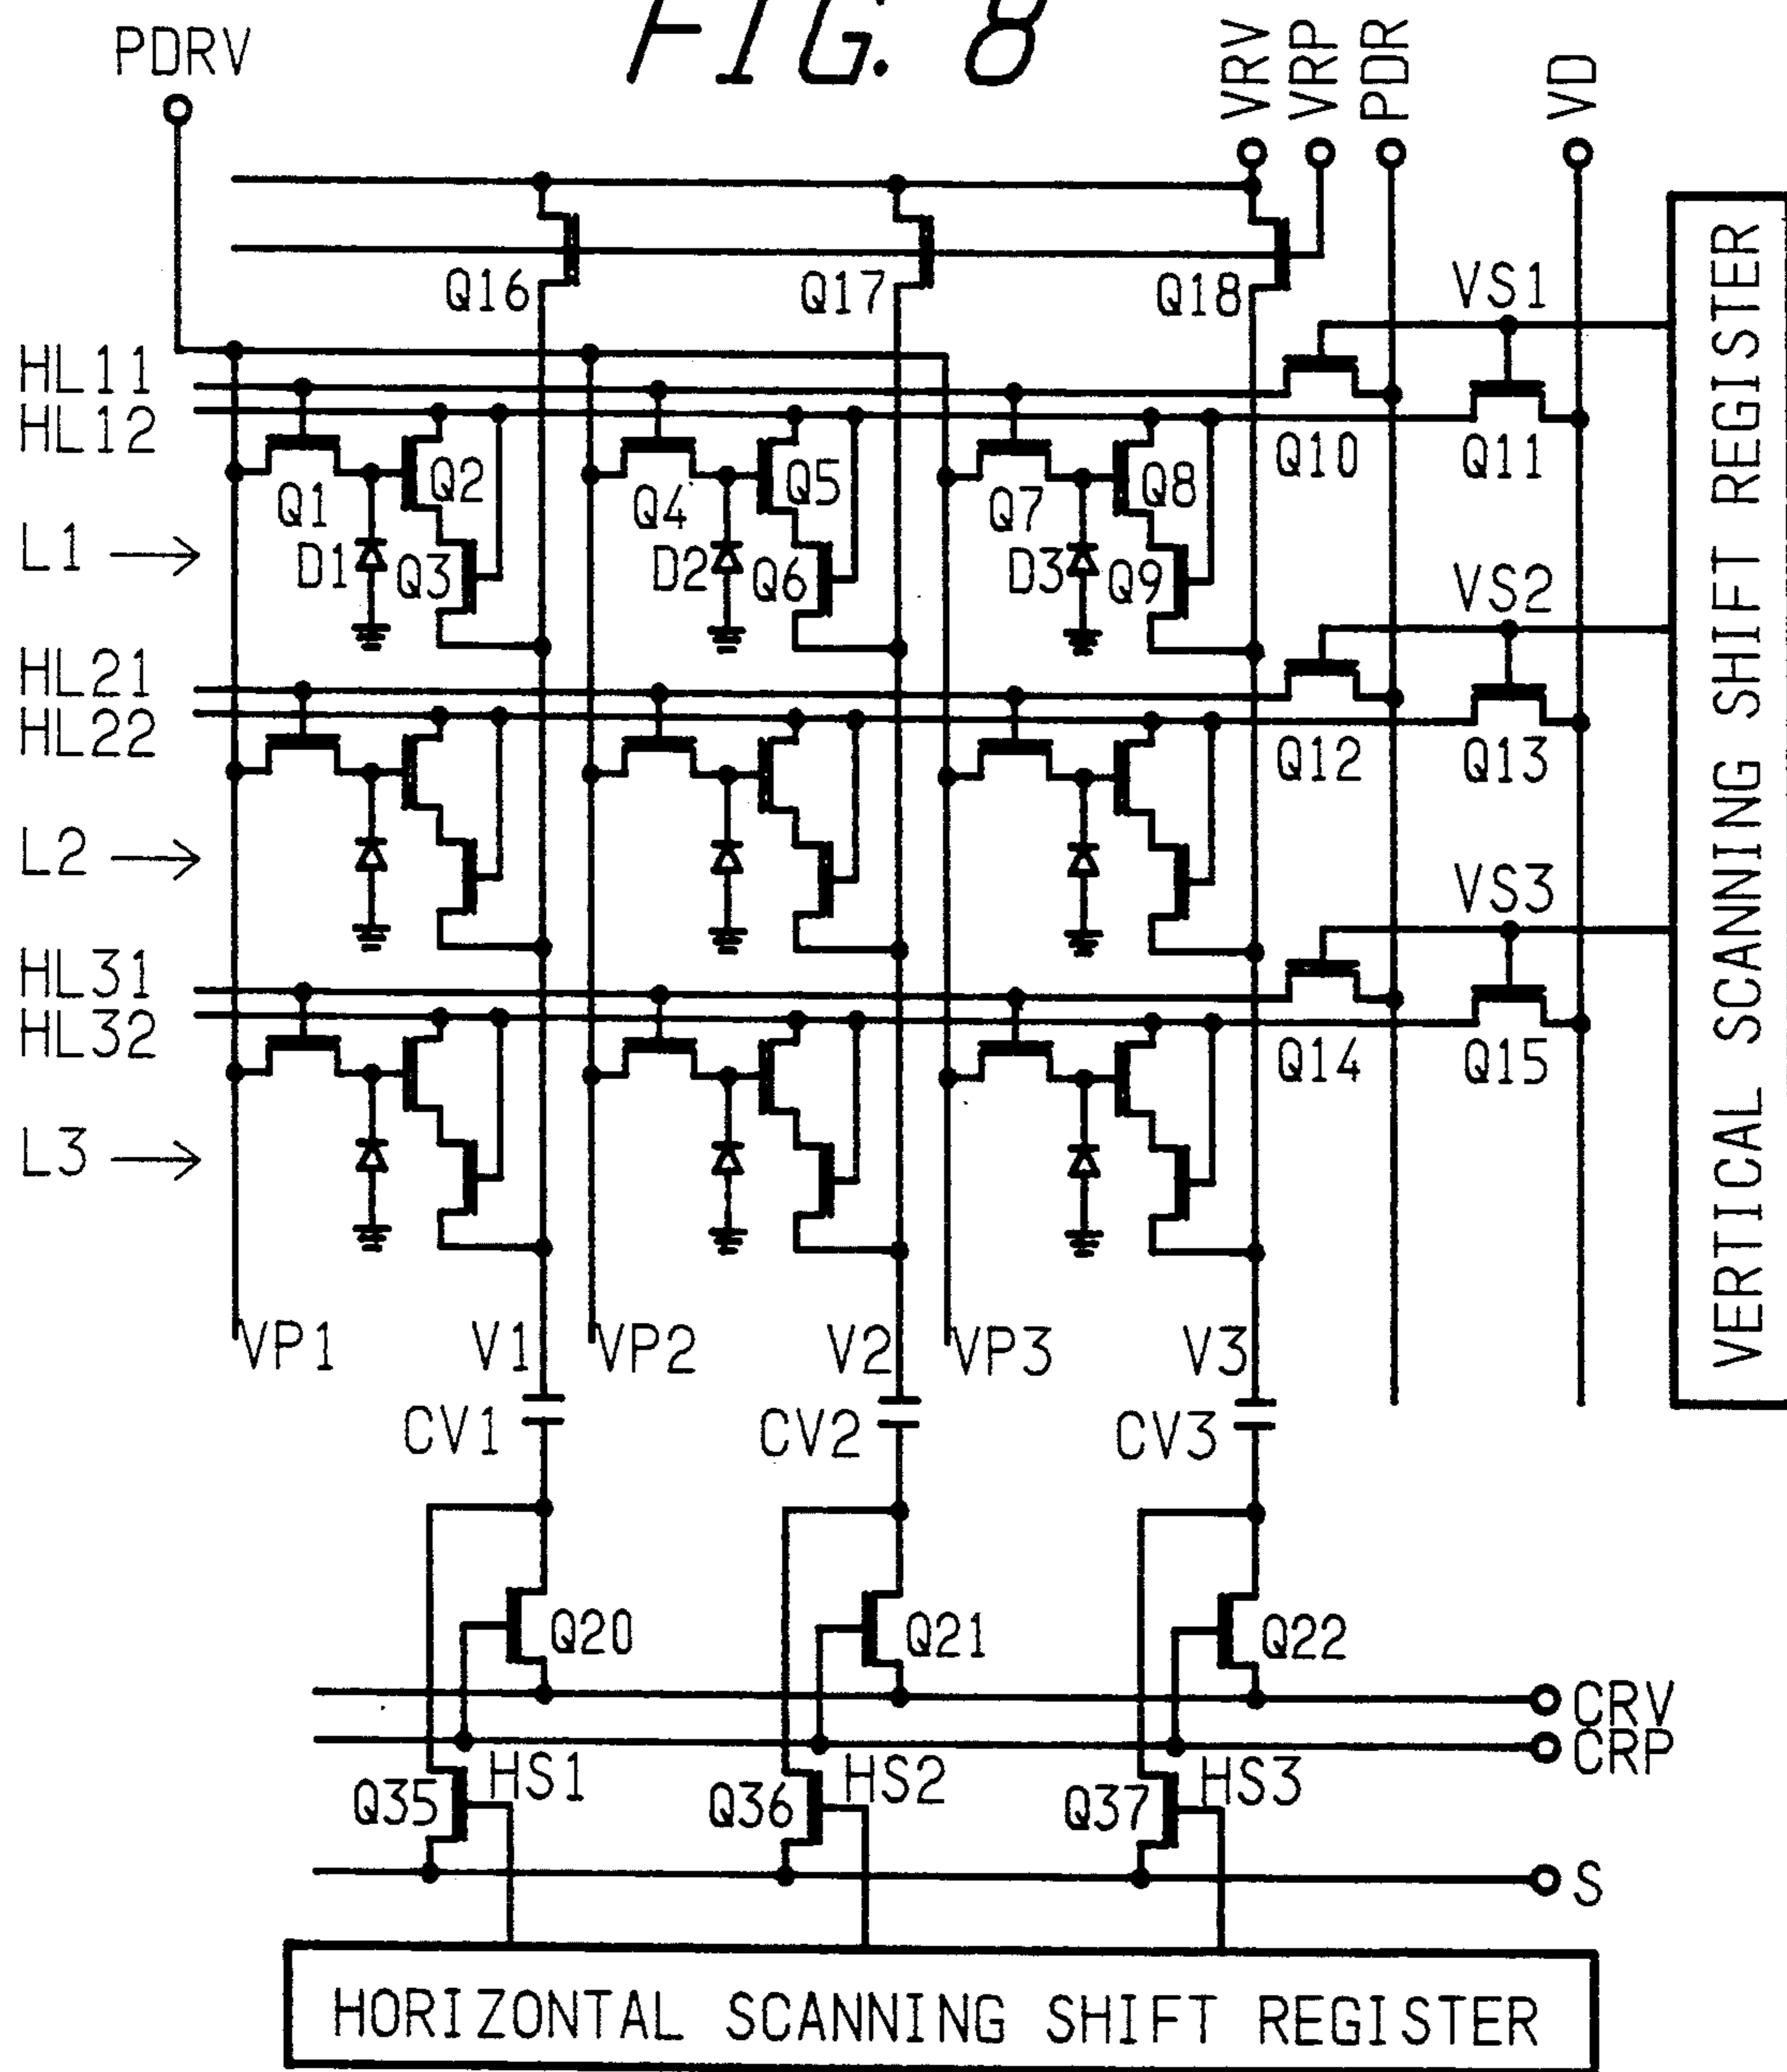 FIG. 8
PDRV
VRV
VRP
PDR
VD
Q16
Q17
Q18
VS1
HL11
HL12
Q1
Q2
Q4
Q5
Q7
Q8
Q10
Q11
L1
D1
Q3
D2
Q6
D3
Q9
VS2
HL21
HL22
Q12
Q13
L2
VS3
HL31
HL32
Q14
Q15
L3
VERTICAL SCANNING SHIFT REGISTER
VP1
V1
VP2
V2
VP3
V3
CV1
CV2
CV3
Q20
Q21
Q22
CRV
CRP
HS1
HS2
HS3
Q35
Q36
Q37
S
HORIZONTAL SCANNING SHIFT REGISTER